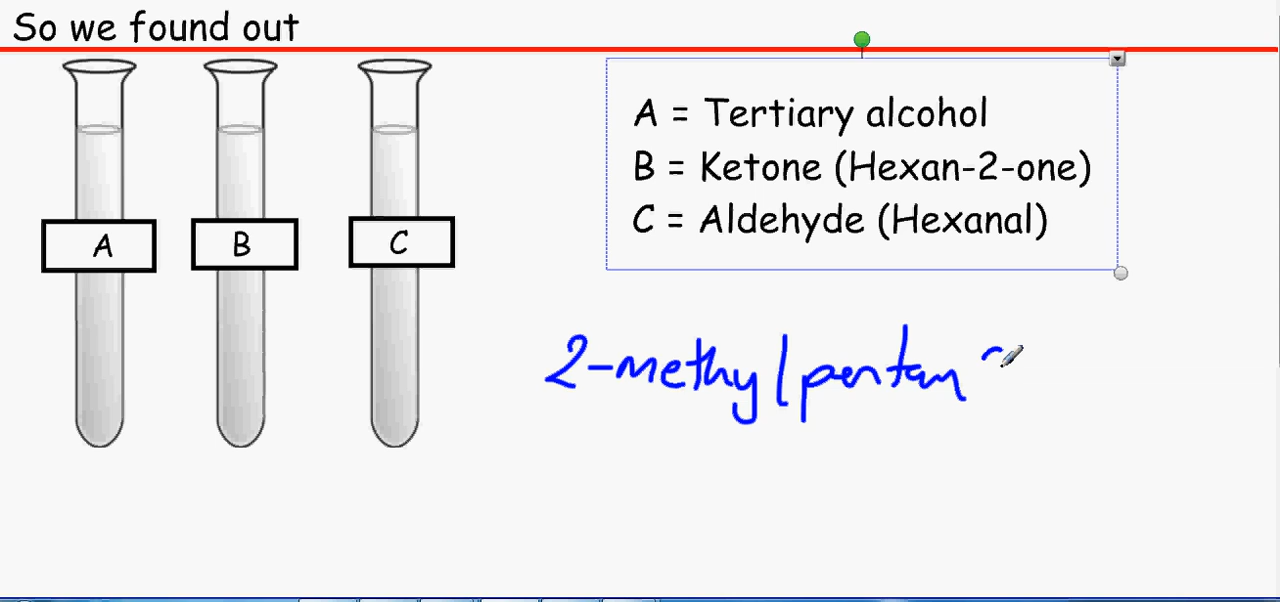 So we found out
A = Tertiary alcohol
B = Ketone (Hexan-2-one)
C = Aldehyde (Hexanal)
A
B
C
2-methylpentan